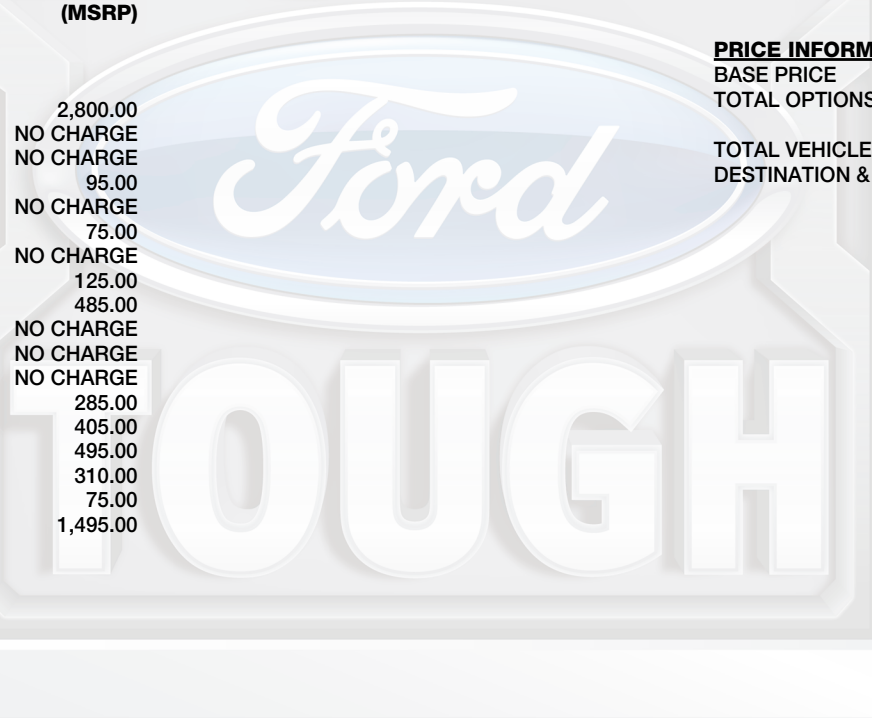 (MSRP)
2,800.00
NO CHARGE
NO CHARGE
95.00
NO CHARGE
75.00
NO CHARGE
125.00
485.00
NO CHARGE
NO CHARGE
NO CHARGE
285.00
405.00
495.00
310.00
75.00
1,495.00
PRICE INFORM
BASE PRICE
TOTAL OPTIONS
TOTAL VEHICLE
DESTINATION &
Ford
TOUGH